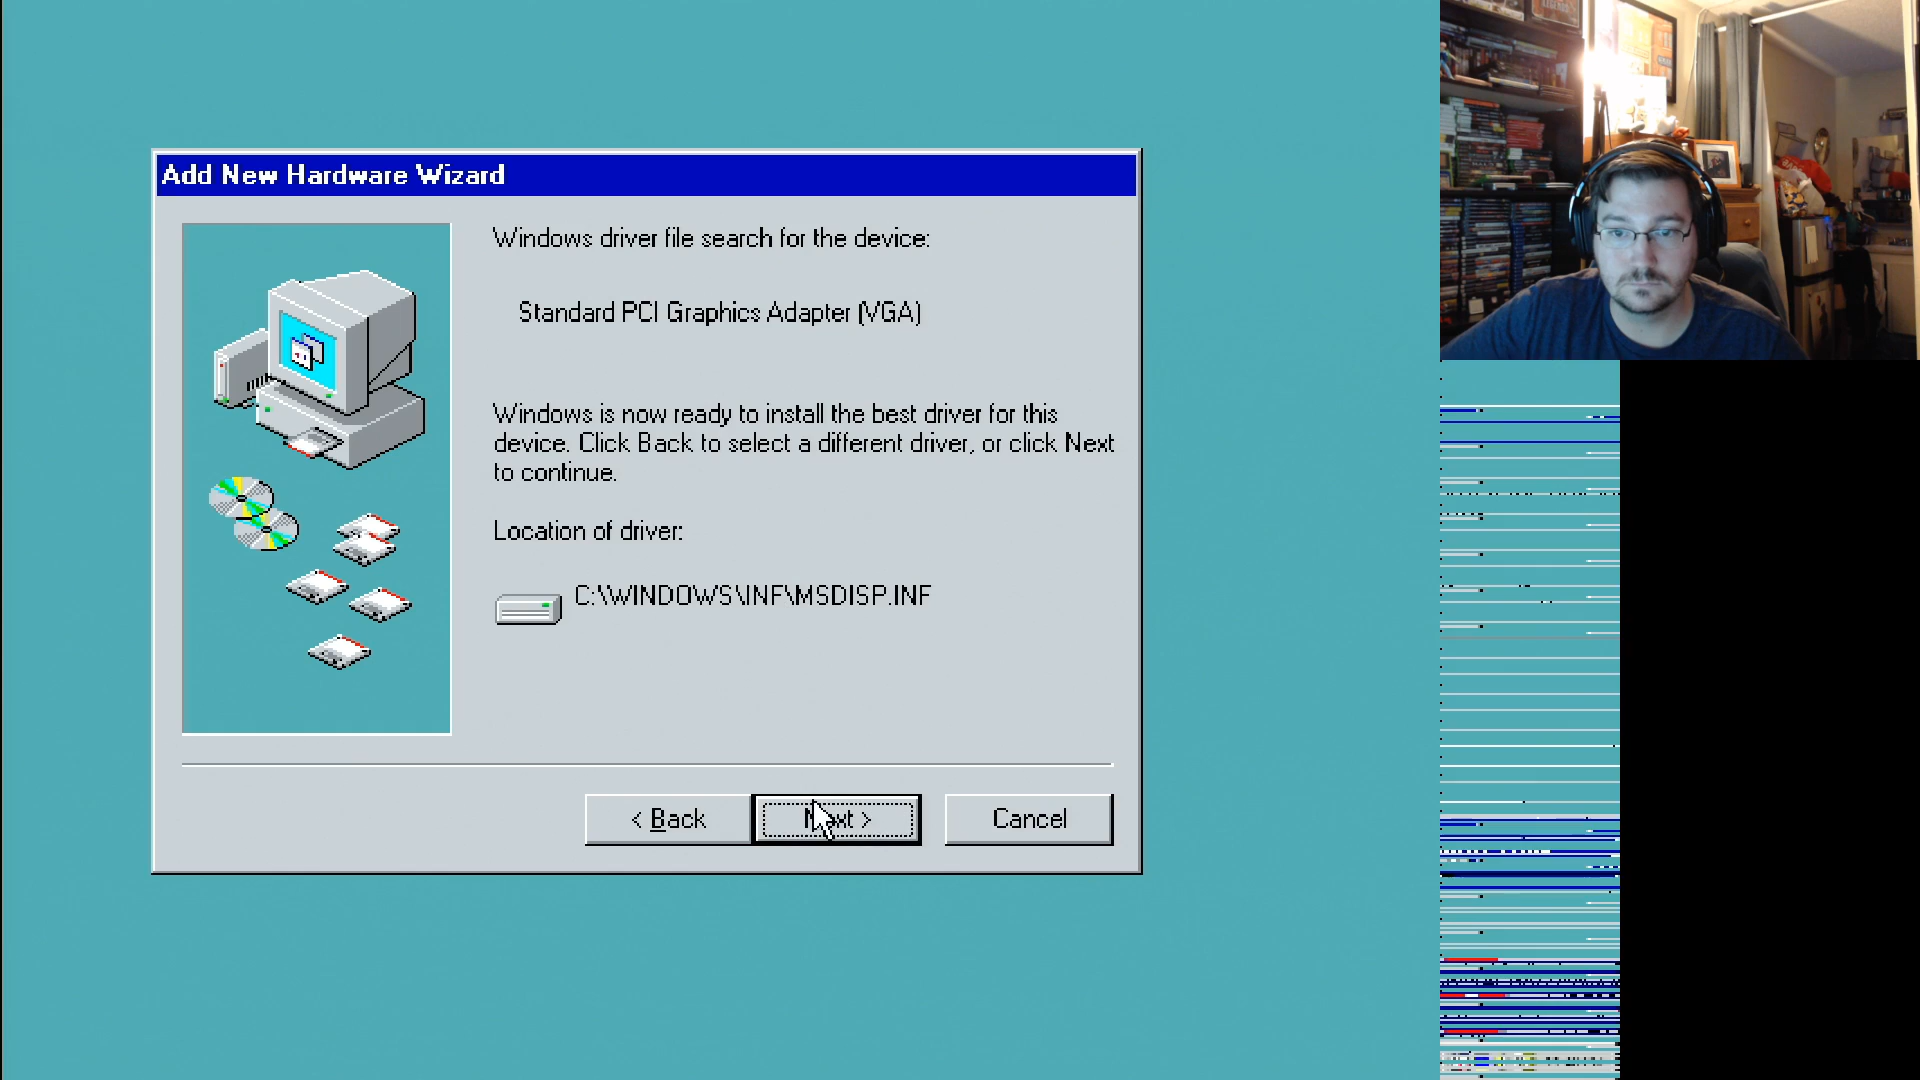 Add New Hardware Wizard
Windows driver file search for the device:
Standard PCI Graphics Adapter (VGA)
Windows is now ready to install the best driver for this
device. Click Back to select a different driver, or click Next
to continue.
Location of driver:
C:\WINDOWS\INF\MSDISP.INF
< Back
Next >
Cancel